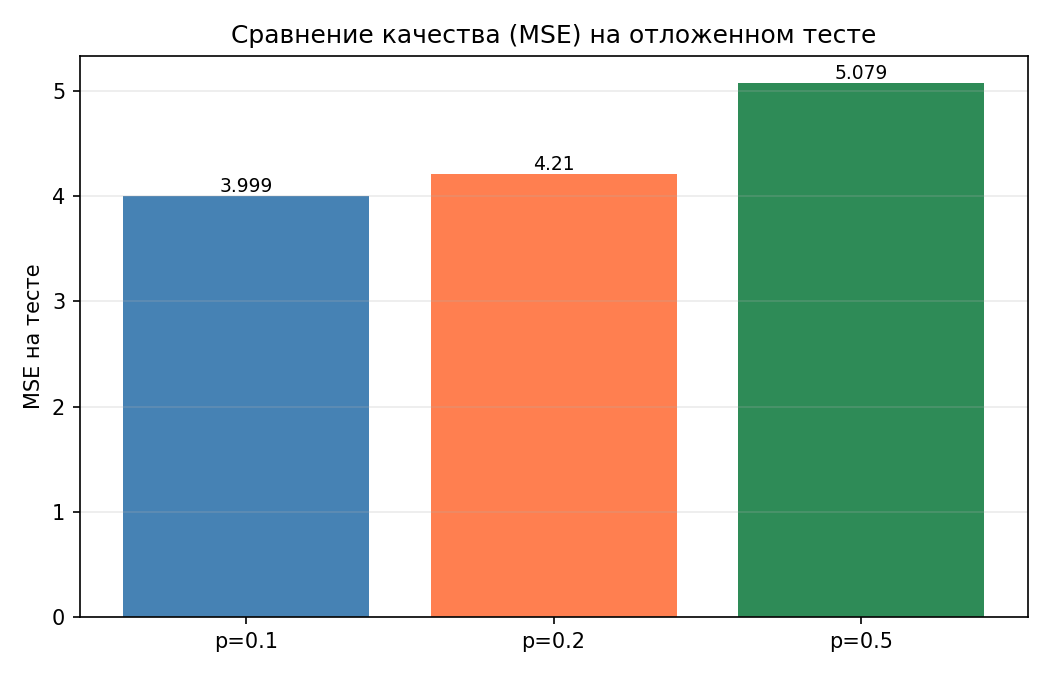 Сравнение качества (MSE) на отложенном тесте
5.079
4.21
3.999
5
4
3
2
1
0
MSE на тесте
p=0.1
p=0.2
p=0.5